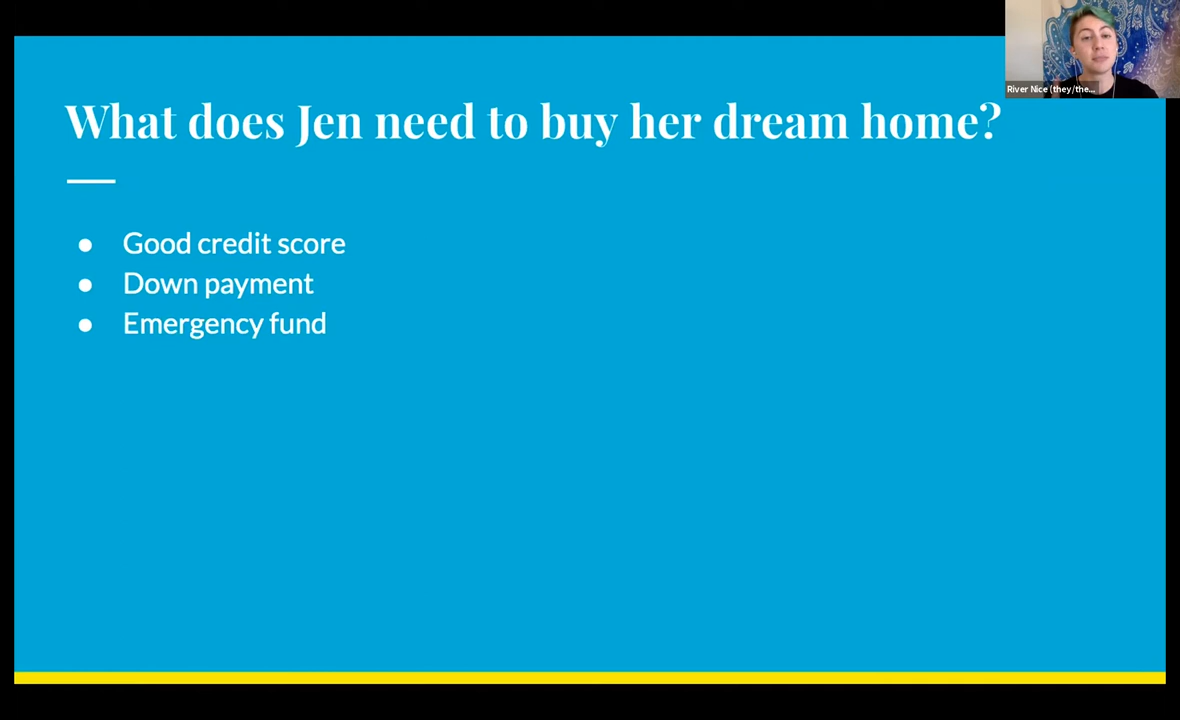 What does Jen need to buy her dream home?
● Good credit score
● Down payment
● Emergency fund
River Nice (they/the...